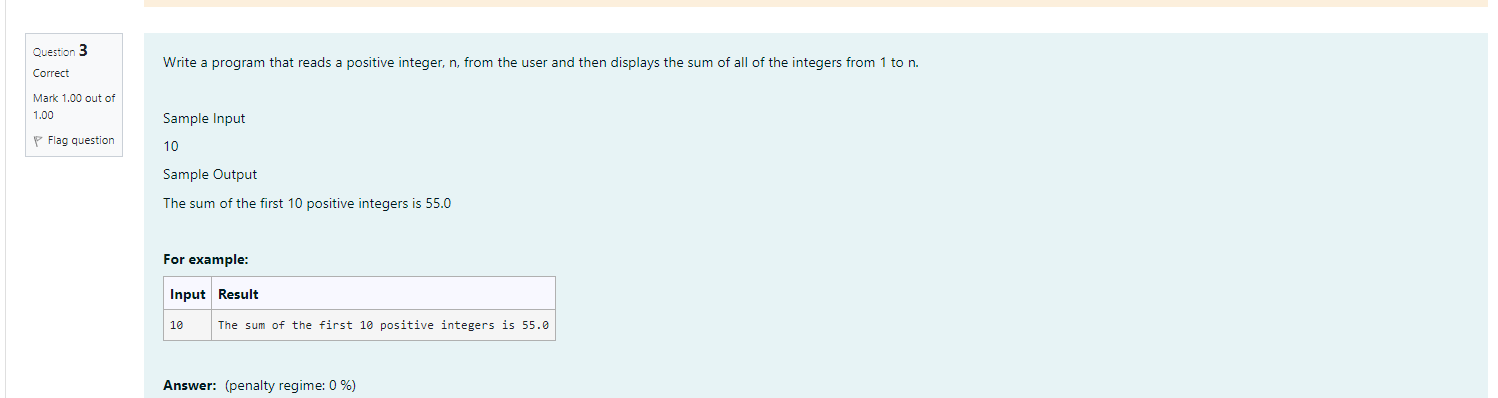 Question 3
Correct
Mark 1.00 out of
1.00
Flag question
Write a program that reads a positive integer, n, from the user and then displays the sum of all of the integers from 1 to n.
Sample Input
10
Sample Output
The sum of the first 10 positive integers is 55.0
For example:
Input Result
10 The sum of the first 10 positive integers is 55.0
Answer: (penalty regime: 0 %)